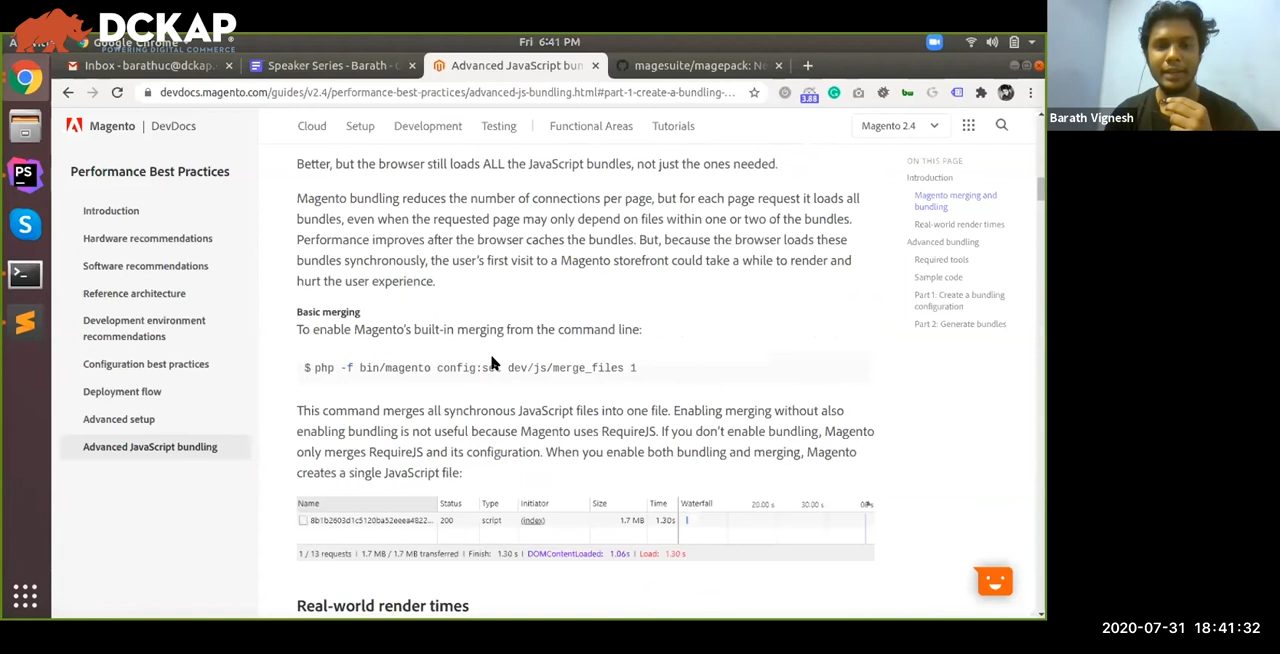 DCKAP
POWERING DIGITAL COMMERCE
Google Chrome
Fri 6:41 PM
Inbox - barathuc@dckap.
Speaker Series - Barath - G
Advanced JavaScript bun
magesuite/magepack: Ne
devdocs.magento.com/guides/v2.4/performance-best-practices/advanced-js-bundling.html#part-1-create-a-bundling-...
3.88
Magento | DevDocs
Cloud Setup Development Testing Functional Areas Tutorials
Magento 2.4
Performance Best Practices
Introduction
Hardware recommendations
Software recommendations
Reference architecture
Development environment
recommendations
Configuration best practices
Deployment flow
Advanced setup
Advanced JavaScript bundling
Better, but the browser still loads ALL the JavaScript bundles, not just the ones needed.
Magento bundling reduces the number of connections per page, but for each page request it loads all
bundles, even when the requested page may only depend on files within one or two of the bundles.
Performance improves after the browser caches the bundles. But, because the browser loads these
bundles synchronously, the user's first visit to a Magento storefront could take a while to render and
hurt the user experience.
Basic merging
To enable Magento's built-in merging from the command line:
$ php -f bin/magento config:set dev/js/merge_files 1
This command merges all synchronous JavaScript files into one file. Enabling merging without also
enabling bundling is not useful because Magento uses RequireJS. If you don't enable bundling, Magento
only merges RequireJS and its configuration. When you enable both bundling and merging, Magento
creates a single JavaScript file:
Name Status Type Initiator Size Time Waterfall 20.00 s 30.00 s
8b1b2603d1c5120ba52eeea4822... 200 script (index) 1.7 MB 1.30s
1 / 13 requests | 1.7 MB / 1.7 MB transferred | Finish: 1.30 s | DOMContentLoaded: 1.06s | Load: 1.30 s
Real-world render times
ON THIS PAGE
Introduction
Magento merging and
bundling
Real-world render times
Advanced bundling
Required tools
Sample code
Part 1: Create a bundling
configuration
Part 2: Generate bundles
PS
Barath Vignesh
2020-07-31 18:41:32